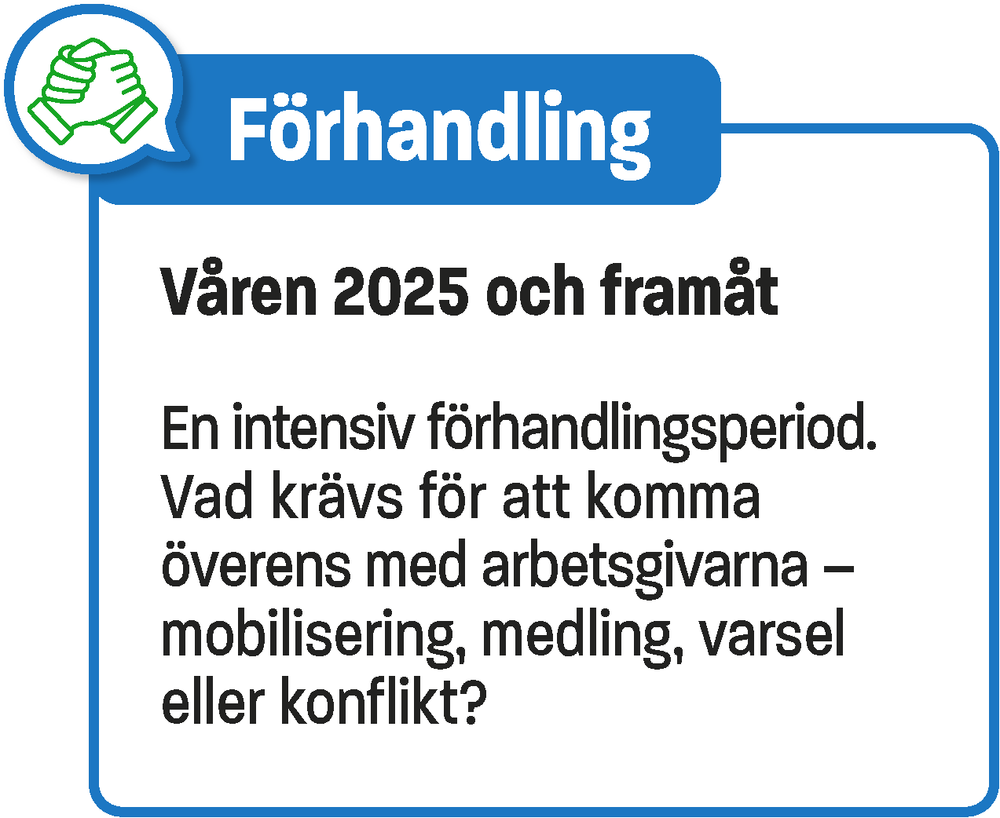 Förhandling
Våren 2025 och framåt
En intensiv förhandlingsperiod.
Vad krävs för att komma
överens med arbetsgivarna –
mobilisering, medling, varsel
eller konflikt?